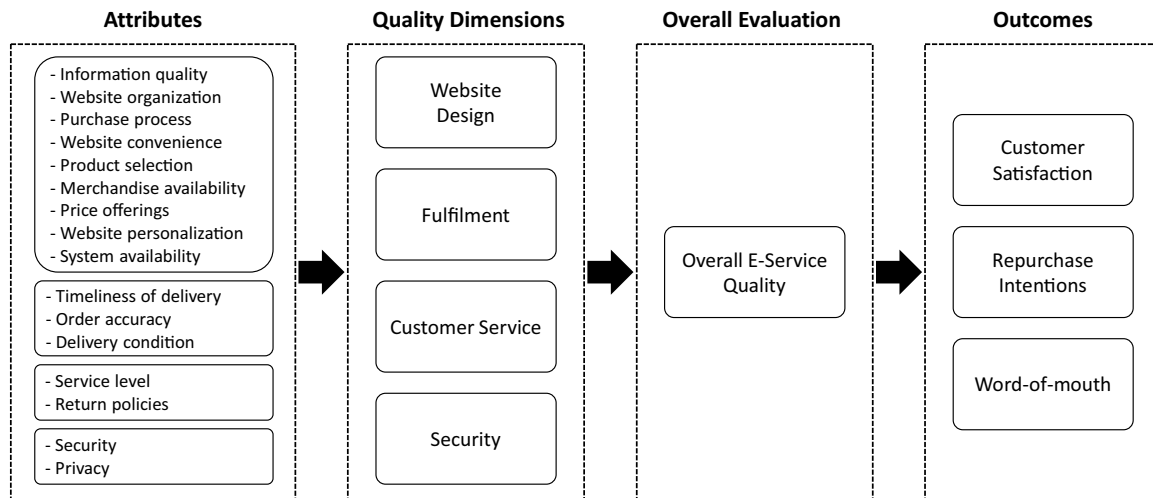 Attributes
- Information quality
- Website organization
- Purchase process
- Website convenience
- Product selection
- Merchandise availability
- Price offerings
- Website personalization
- System availability
- Timeliness of delivery
- Order accuracy
- Delivery condition
- Service level
- Return policies
- Security
- Privacy
Quality Dimensions
Website
Design
Fulfilment
Customer Service
Security
Overall Evaluation
Overall E-Service
Quality
Outcomes
Customer
Satisfaction
Repurchase
Intentions
Word-of-mouth